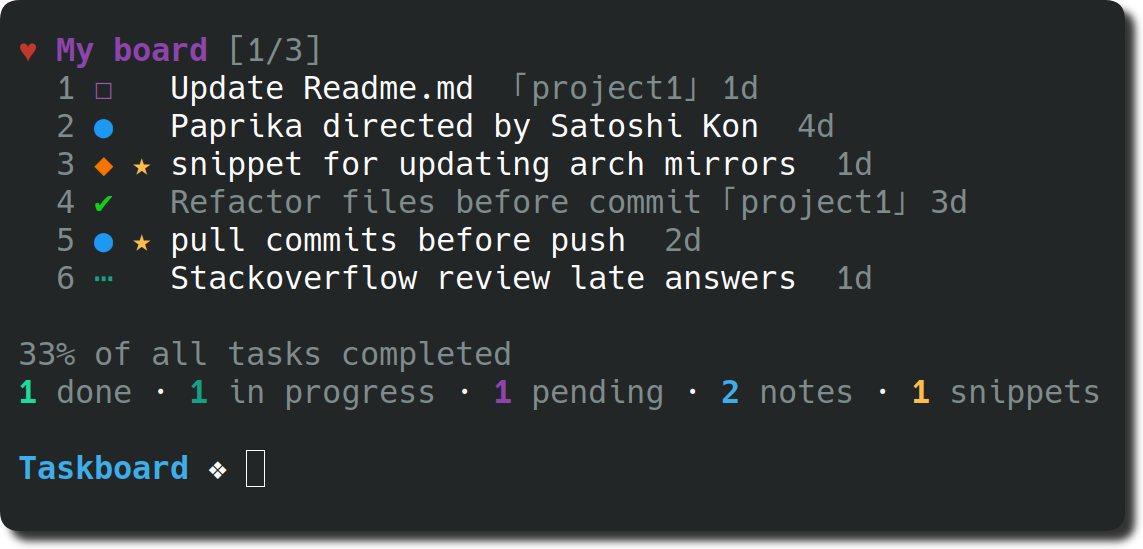 ♥ My board [1/3]
1 □ Update Readme.md 「project1」 1d
2 ● Paprika directed by Satoshi Kon 4d
3 ◆ ★ snippet for updating arch mirrors 1d
4 ✔ Refactor files before commit 「project1」 3d
5 ● ★ pull commits before push 2d
6 … Stackoverflow review late answers 1d
33% of all tasks completed
1 done · 1 in progress · 1 pending · 2 notes · 1 snippets
Taskboard ❖